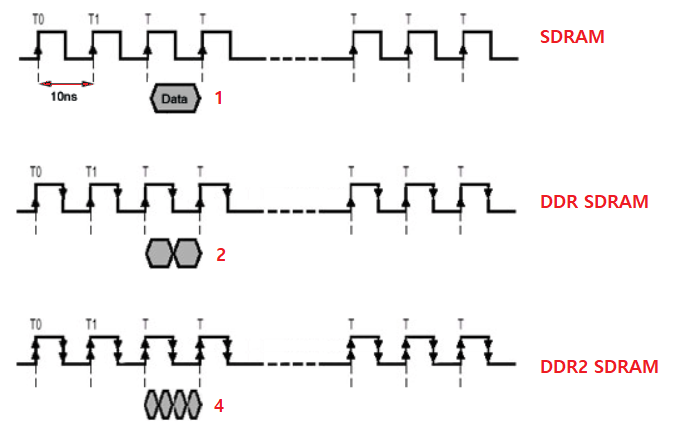 T0 T1 T T T T T SDRAM
10ns
Data 1
T0 T1 T T T T T
DDR SDRAM
2
T0 T1 T T T T T
DDR2 SDRAM
4